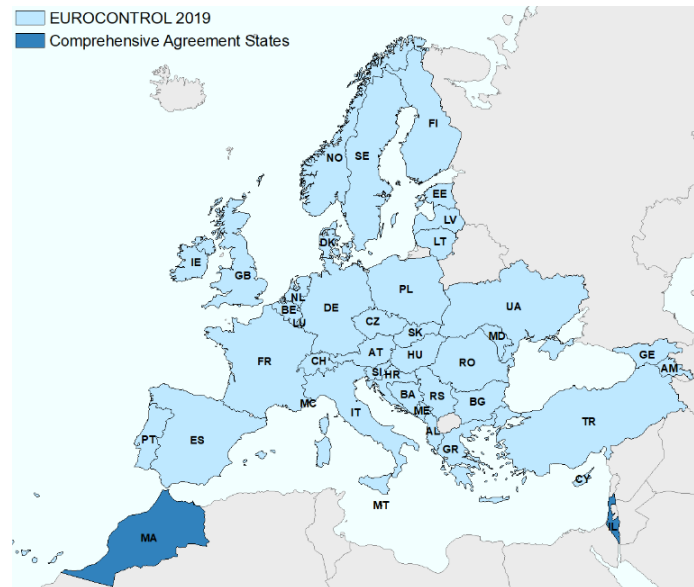 EUROCONTROL 2019
Comprehensive Agreement States
FI
NO
SE
EE
LV
LT
DK
IE
GB
NL
BE
LU
DE
PL
UA
CZ
SK
MD
FR
CH
AT
HU
RO
SI
HR
GE
AM
MC
IT
BA
RS
ME
BG
AL
GR
TR
PT
ES
CY
MT
MA
IL